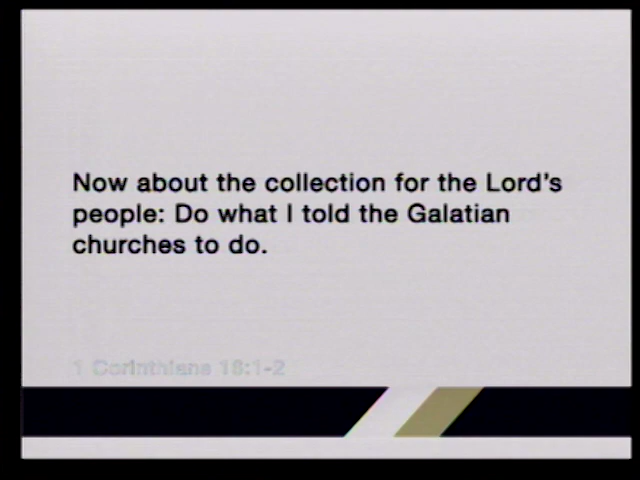 Now about the collection for the Lord's
people: Do what I told the Galatian
churches to do.
1 Corinthians 16:1-2